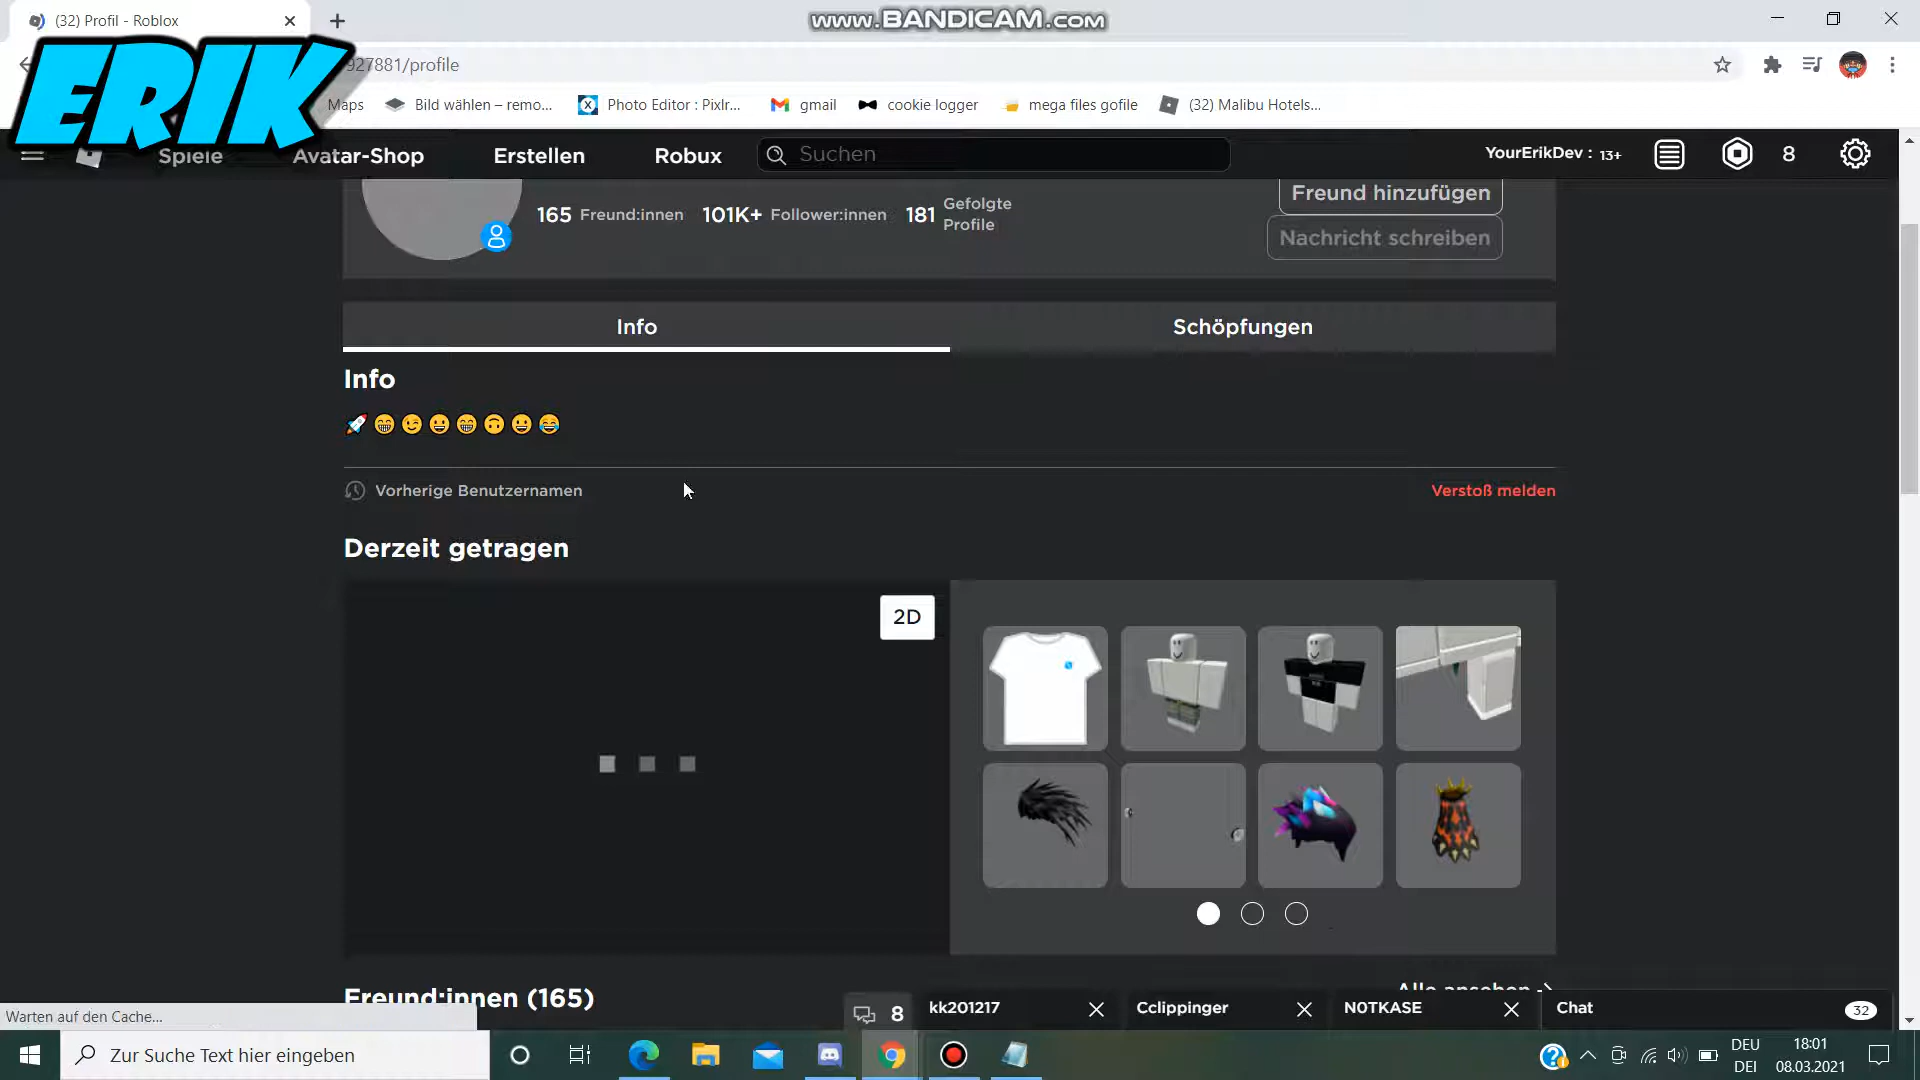 (32) Profil - Roblox
www.BANDICAM.com
ERIK
927881/profile
Maps
Bild wählen – remo...
Photo Editor : Pixlr...
gmail
cookie logger
mega files gofile
(32) Malibu Hotels...
Spiele
Avatar-Shop
Erstellen
Robux
Suchen
YourErikDev : 13+
8
165 Freund:innen
101K+ Follower:innen
181 Gefolgte
Profile
Freund hinzufügen
Nachricht schreiben
Info
Schöpfungen
Info
Vorherige Benutzernamen
Verstoß melden
Derzeit getragen
2D
Freund:innen (165)
Alle ansehen
Warten auf den Cache...
8
kk201217
Cclippinger
N0TKASE
Chat
32
Zur Suche Text hier eingeben
DEU
DEI
18:01
08.03.2021